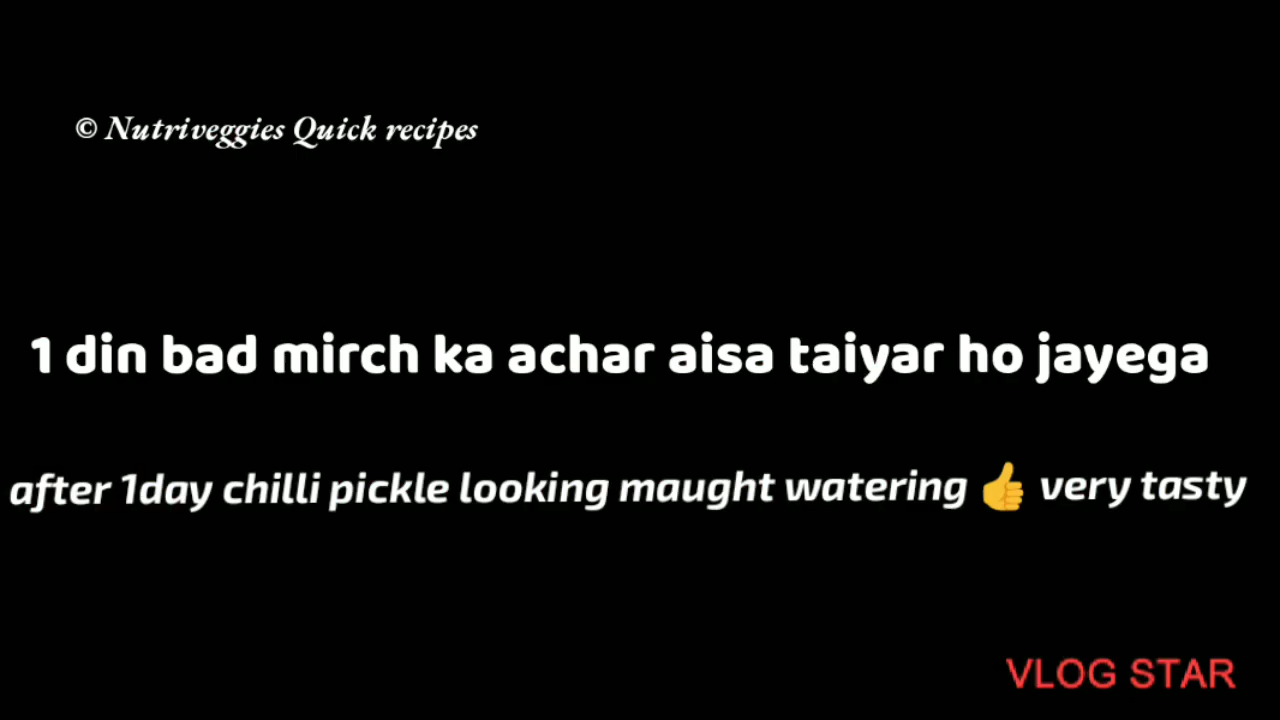 © Nutriveggies Quick recipes
1 din bad mirch ka achar aisa taiyar ho jayega
after 1day chilli pickle looking maught watering 👍 very tasty
VLOG STAR